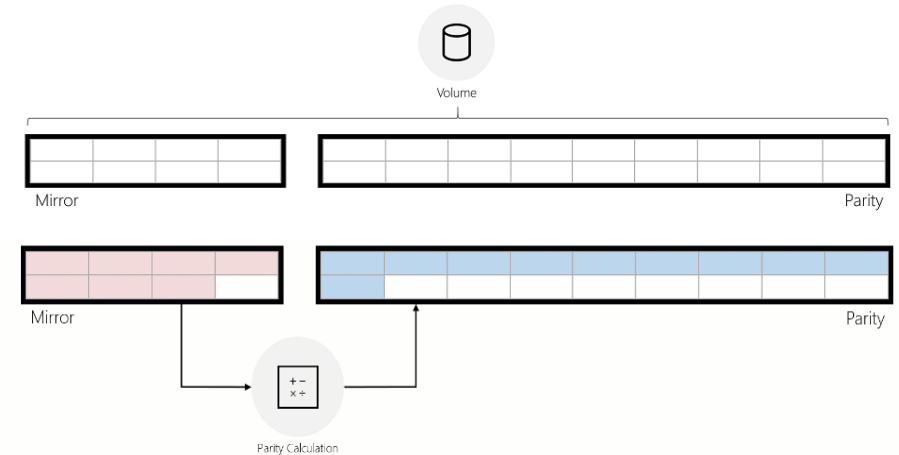 Volume
Mirror
Parity
Mirror
Parity
+ −
× ÷
Parity Calculation